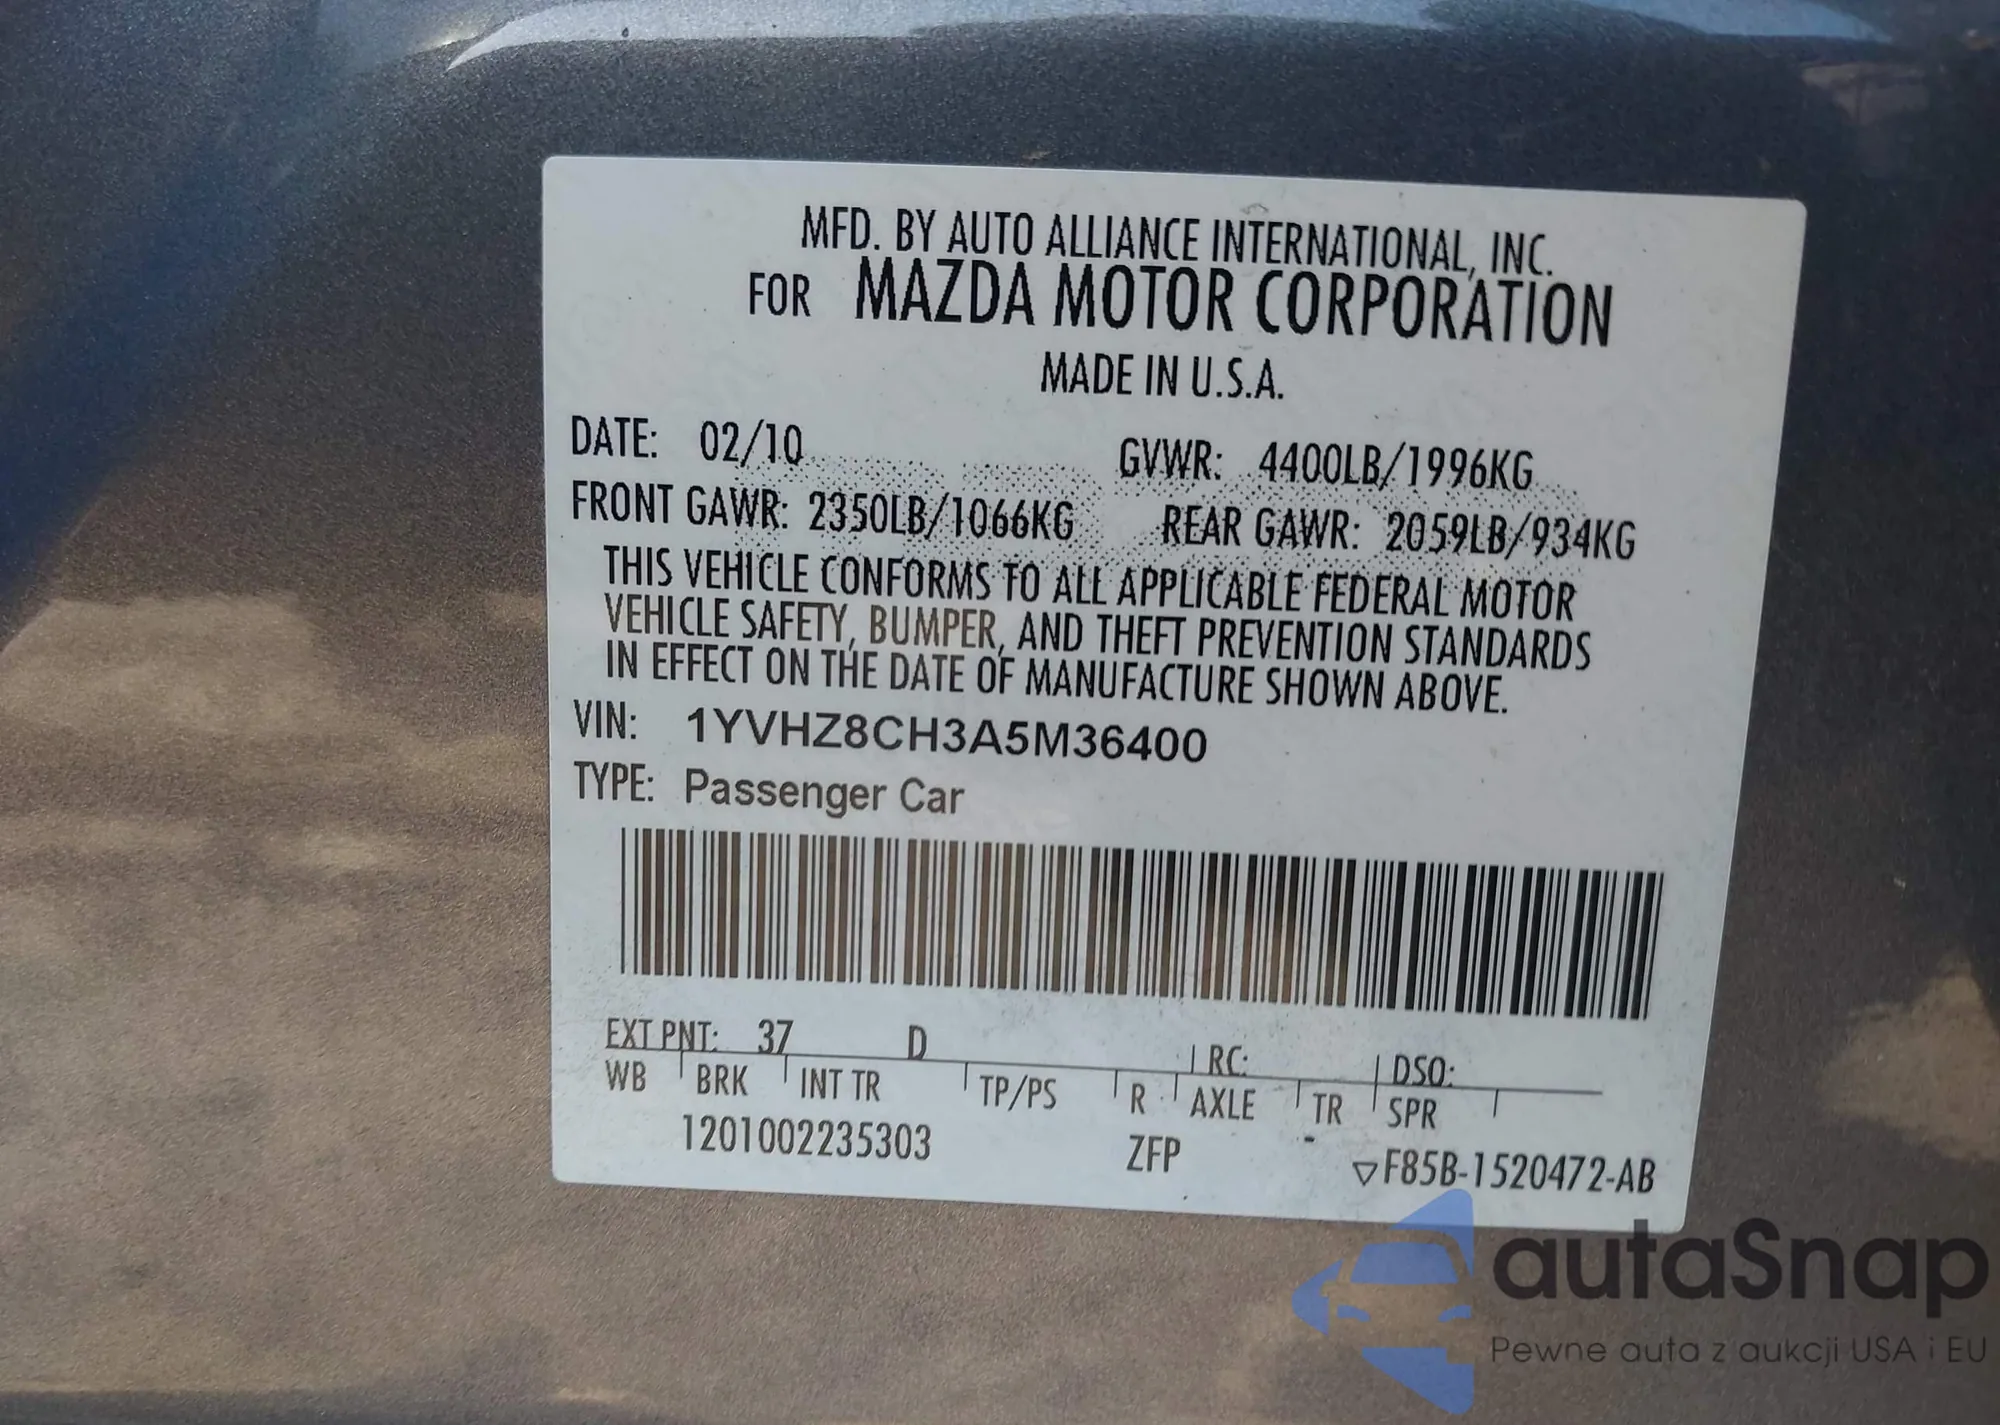 MFD. BY AUTO ALLIANCE INTERNATIONAL, INC.
FOR MAZDA MOTOR CORPORATION
MADE IN U.S.A.
DATE: 02/10 GVWR: 4400LB/1996KG
FRONT GAWR: 2350LB/1066KG REAR GAWR: 2059LB/934KG
THIS VEHICLE CONFORMS TO ALL APPLICABLE FEDERAL MOTOR
VEHICLE SAFETY, BUMPER, AND THEFT PREVENTION STANDARDS
IN EFFECT ON THE DATE OF MANUFACTURE SHOWN ABOVE.
VIN: 1YVHZ8CH3A5M36400
TYPE: Passenger Car
EXT PNT: 37 D RC: DSO:
WB BRK INT TR TP/PS R AXLE TR SPR
1201002235303 ZFP - ▽F85B-1520472-AB
autaSnap
Pewne auta z aukcji USA i EU